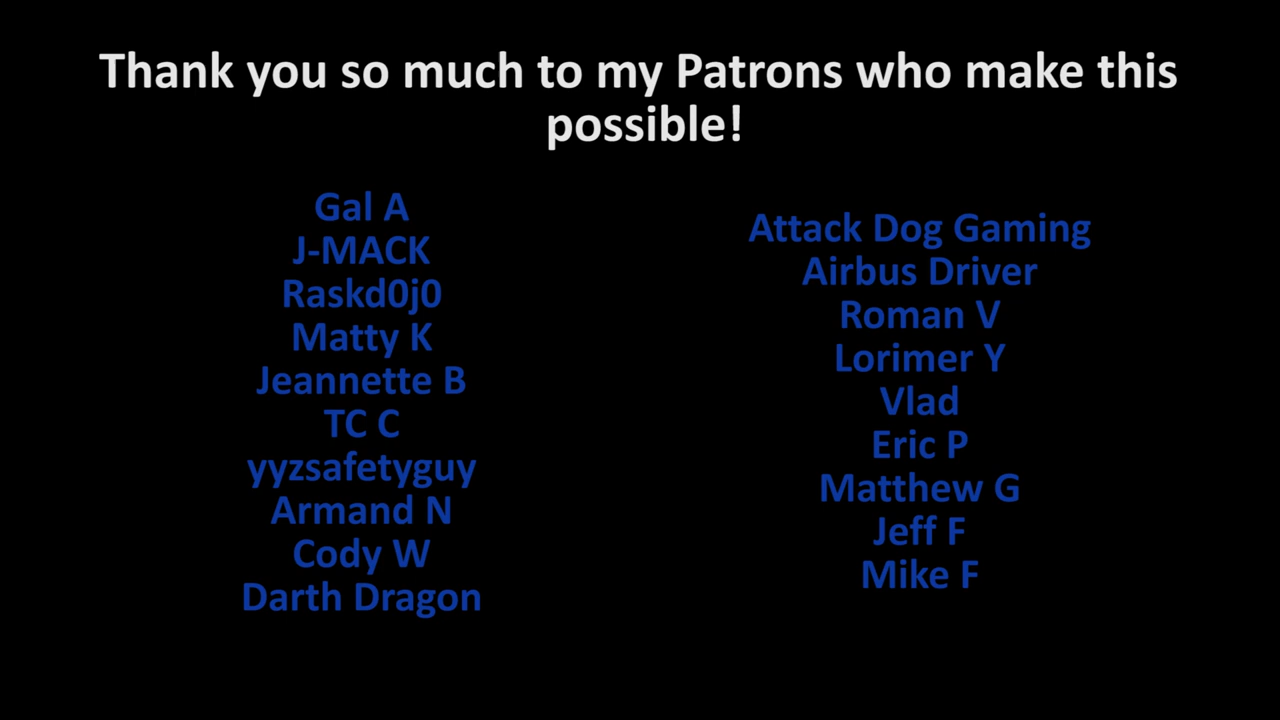 Thank you so much to my Patrons who make this
possible!
Gal A
J-MACK
Raskd0j0
Matty K
Jeannette B
TC C
yyzsafetyguy
Armand N
Cody W
Darth Dragon
Attack Dog Gaming
Airbus Driver
Roman V
Lorimer Y
Vlad
Eric P
Matthew G
Jeff F
Mike F